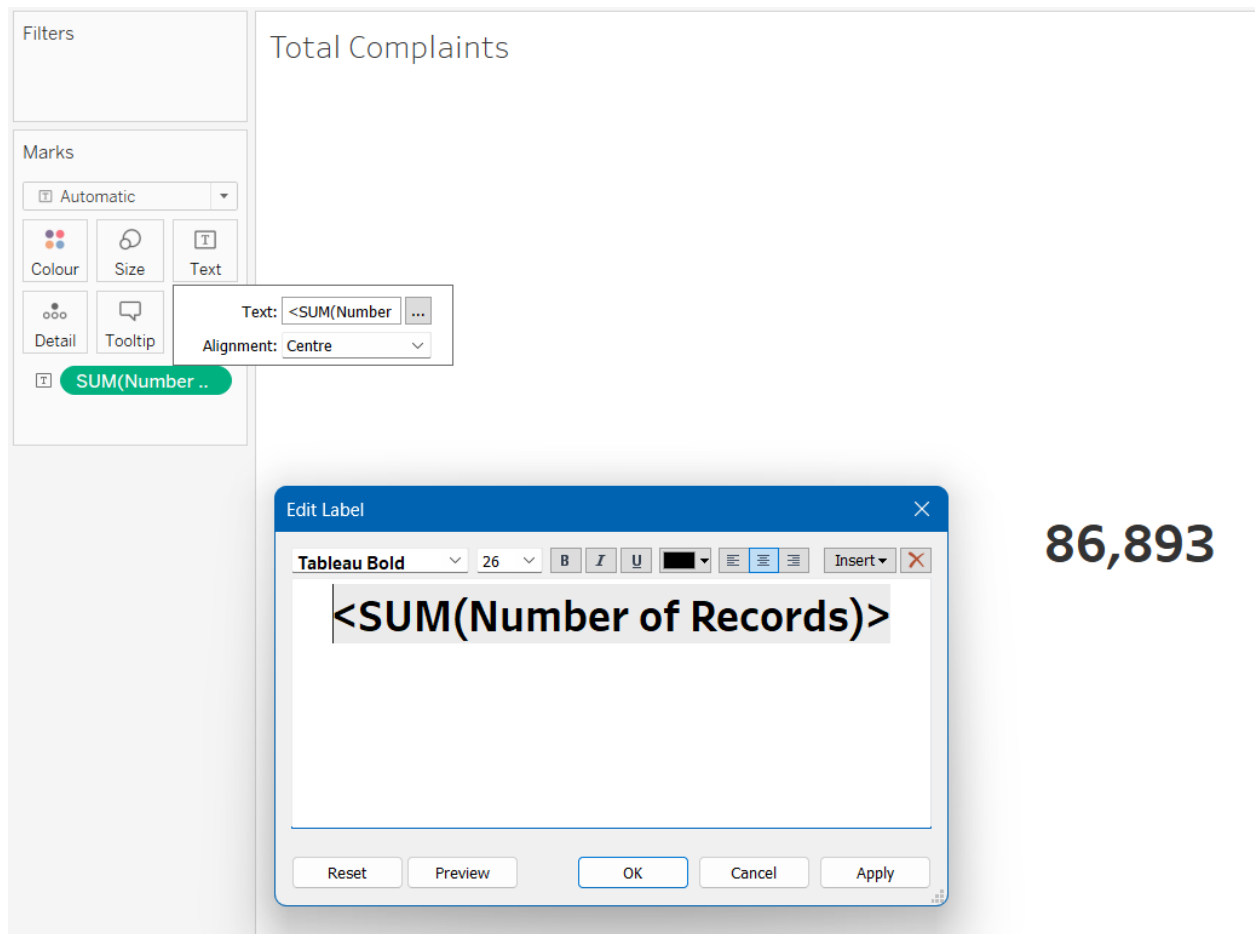 Filters
Total Complaints
Marks
Automatic
Colour Size Text
Text: <SUM(Number ...
Detail Tooltip
Alignment: Centre
SUM(Number ..
Edit Label
86,893
Tableau Bold 26 B I U Insert
<SUM(Number of Records)>
Reset Preview OK Cancel Apply